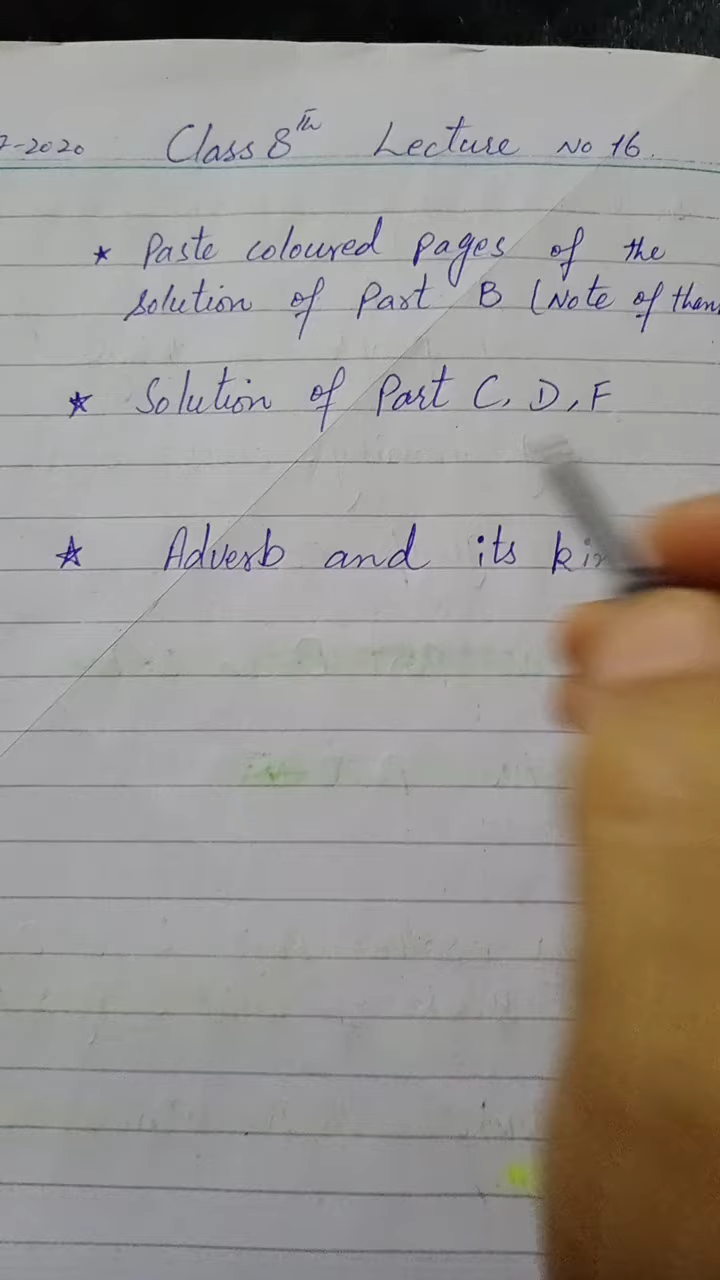 7-2020 Class 8th Lecture No 16.
* Paste coloured pages of the
solution of Part B (Note of
* Solution of Part C, D, F
* Adverb and its